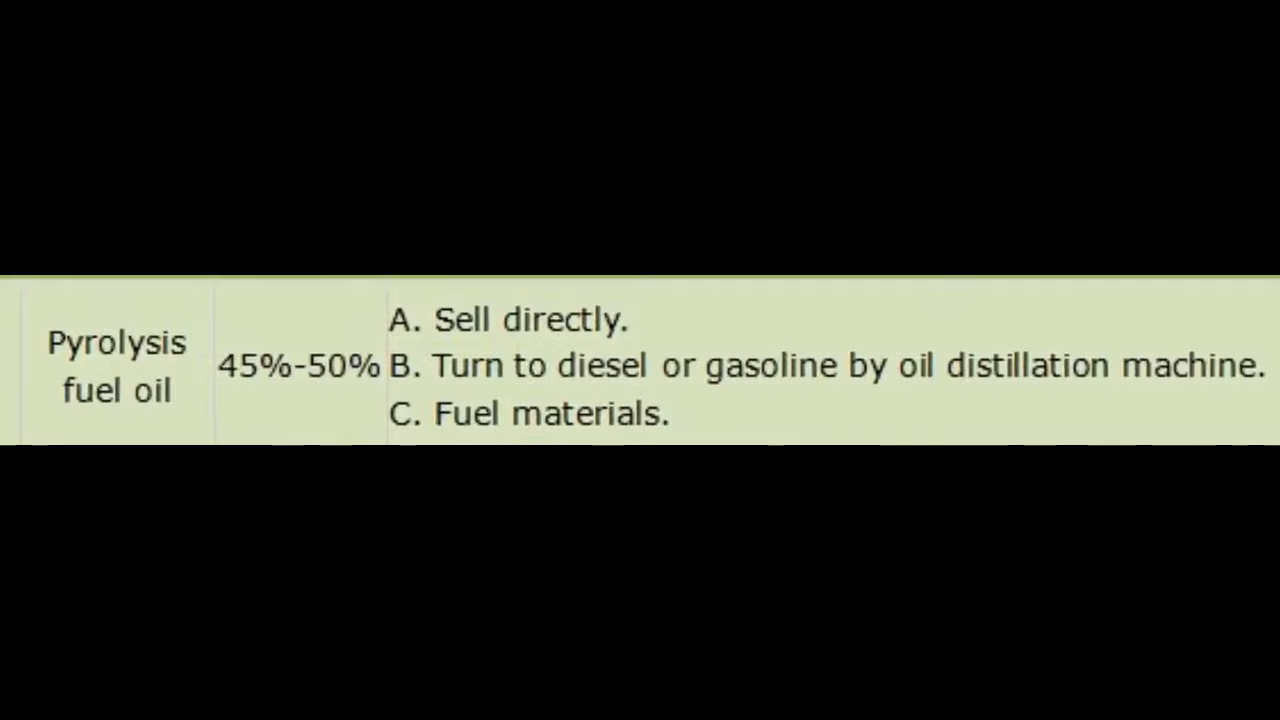 Pyrolysis
fuel oil
45%-50%
A. Sell directly.
B. Turn to diesel or gasoline by oil distillation machine.
C. Fuel materials.